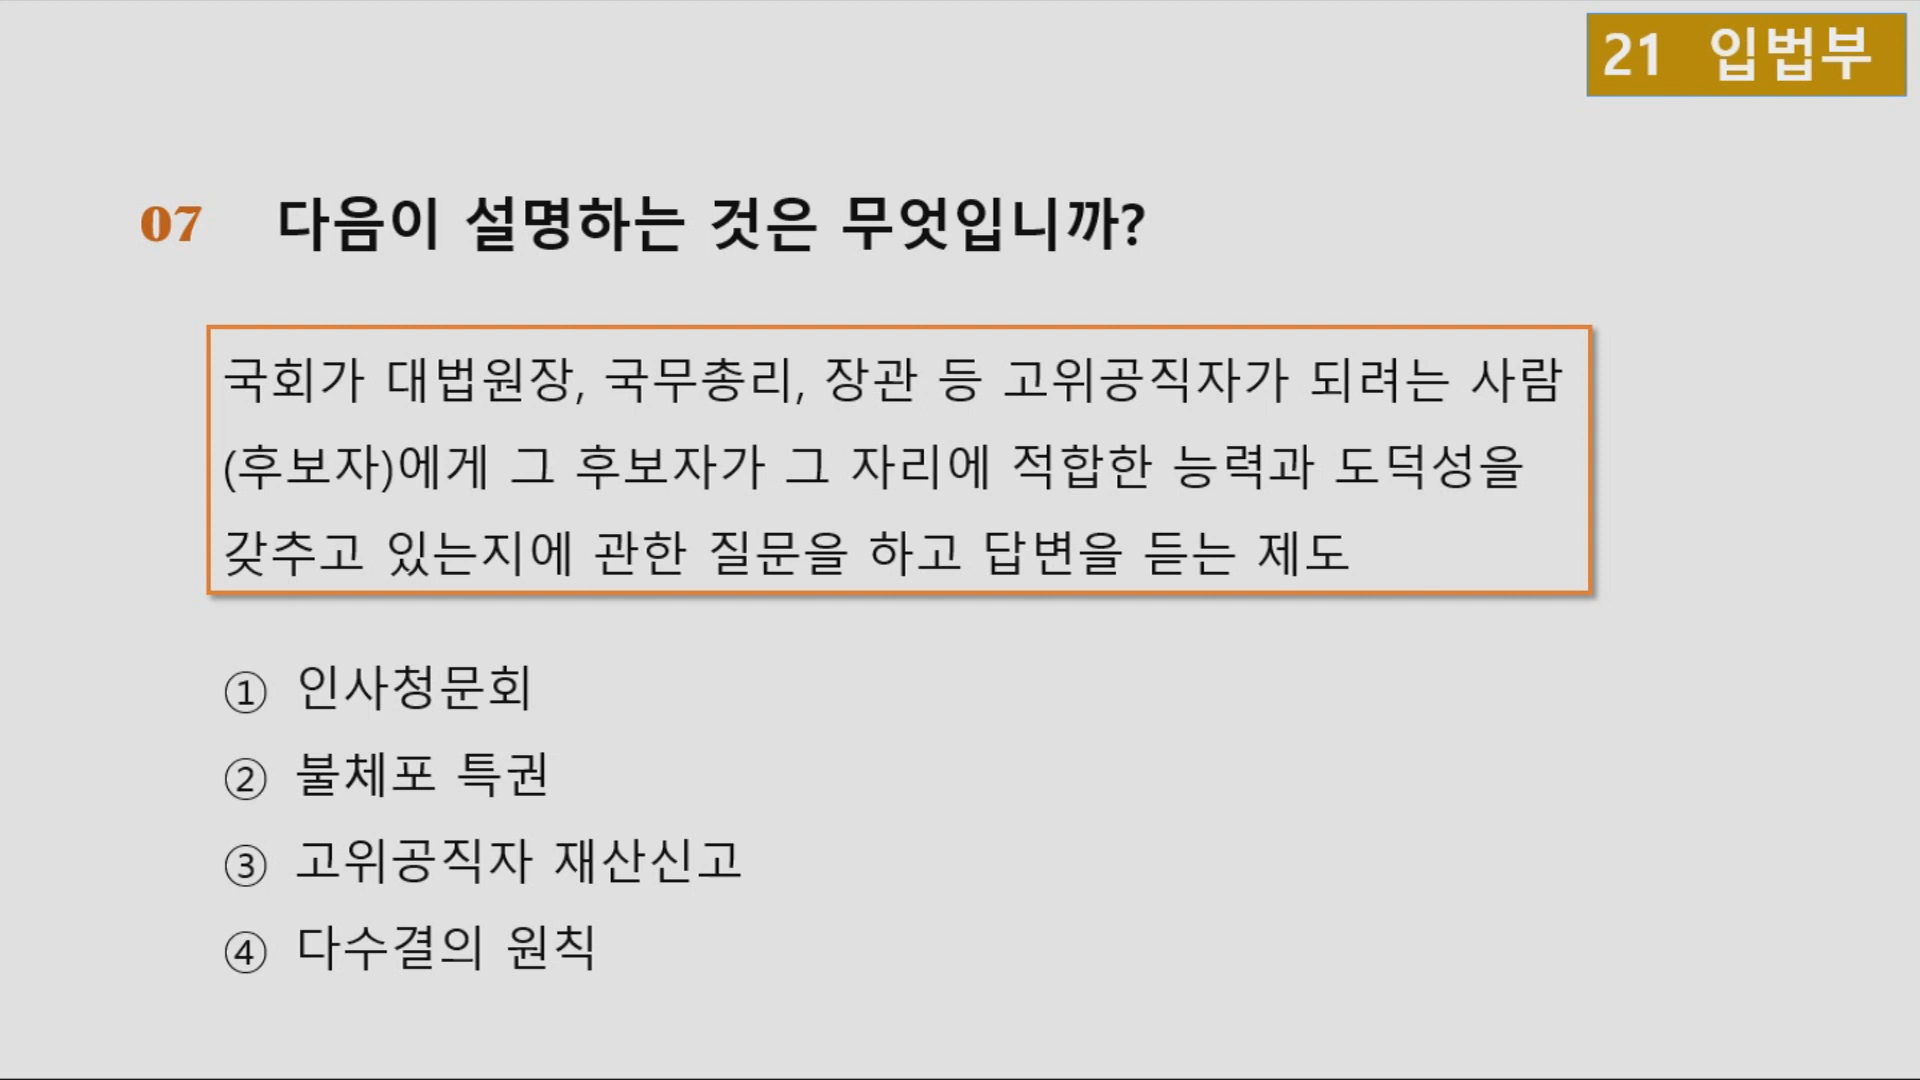 21 입법부
07 다음이 설명하는 것은 무엇입니까?
국회가 대법원장, 국무총리, 장관 등 고위공직자가 되려는 사람
(후보자)에게 그 후보자가 그 자리에 적합한 능력과 도덕성을
갖추고 있는지에 관한 질문을 하고 답변을 듣는 제도
① 인사청문회
② 불체포 특권
③ 고위공직자 재산신고
④ 다수결의 원칙